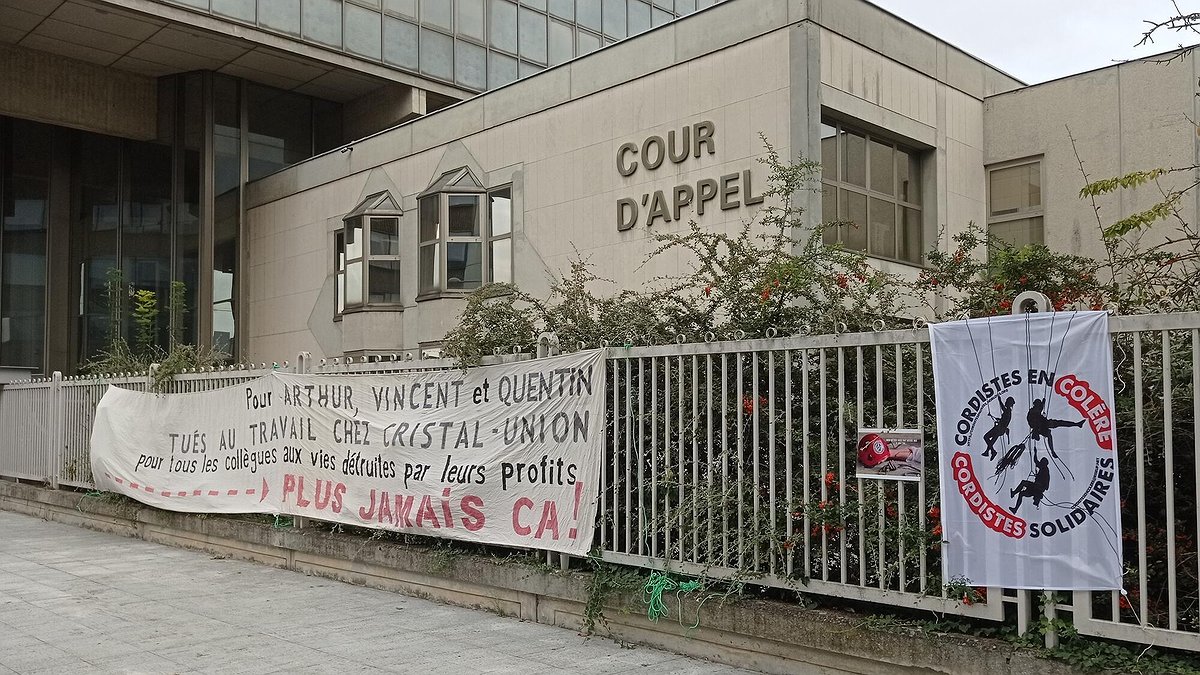 COUR
D'APPEL
Pour ARTHUR, VINCENT et QUENTIN
TUÉS AU TRAVAIL CHEZ CRISTAL-UNION
pour tous les collègues aux vies détruites par leurs profits
PLUS JAMAIS CA!
CORDISTES EN COLÈRE
CORDISTES SOLIDAIRES